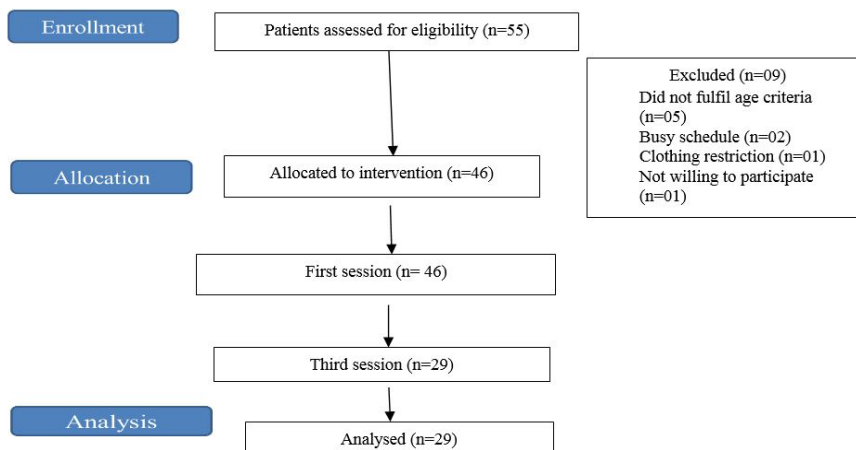 Enrollment
Patients assessed for eligibility (n=55)
Excluded (n=09)
Did not fulfil age criteria
(n=05)
Busy schedule (n=02)
Clothing restriction (n=01)
Not willing to participate
(n=01)
Allocation
Allocated to intervention (n=46)
First session (n= 46)
Third session (n=29)
Analysis
Analysed (n=29)